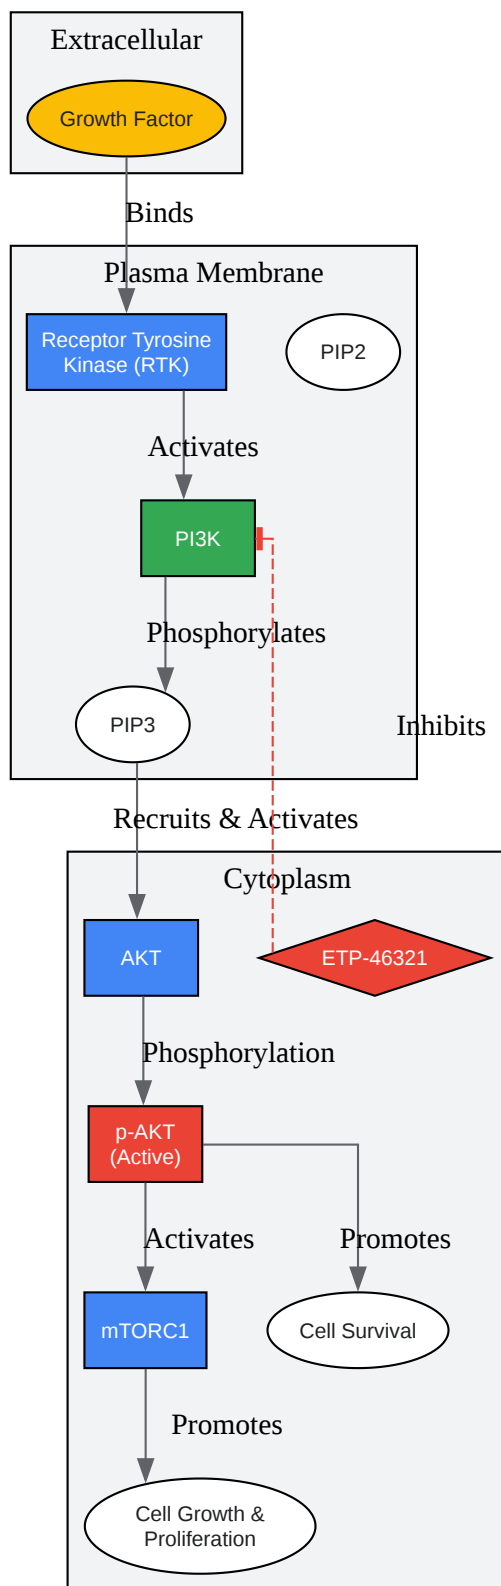 Extracellular
Growth Factor
Binds
Plasma Membrane
Receptor Tyrosine
Kinase (RTK)
PIP2
Activates
PI3K
Phosphorylates
PIP3
Inhibits
Recruits & Activates
Cytoplasm
AKT
ETP-46321
Phosphorylation
p-AKT
(Active)
Activates
Promotes
mTORC1
Cell Survival
Promotes
Cell Growth &
Proliferation